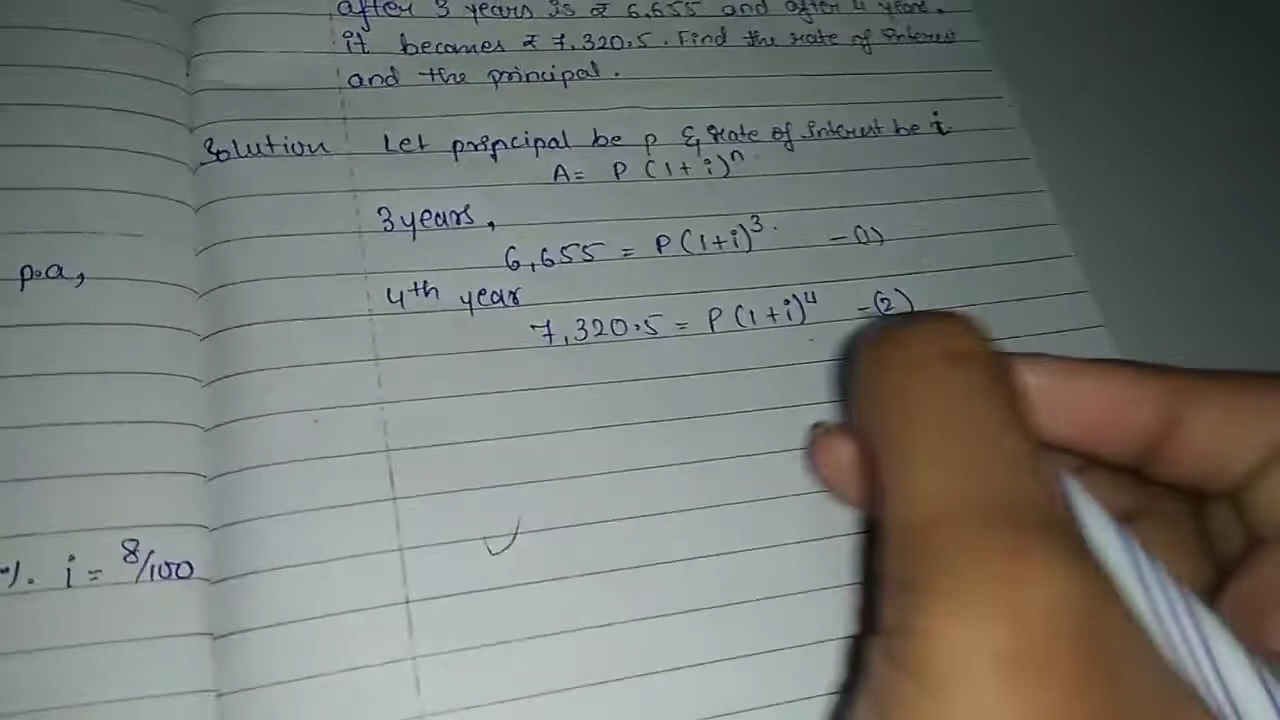 after 3 years is ₹ 6,655 and after 4 years,
it becomes ₹ 7,320.5. Find the rate of interest
and the principal.
Solution Let principal be p & rate of interest be i
A= P (1+i)ⁿ
3 years,
6,655 = P(1+i)³ -(1)
p.a,
4th year
7,320.5 = P(1+i)⁴ -(2)
%. i = 8/100